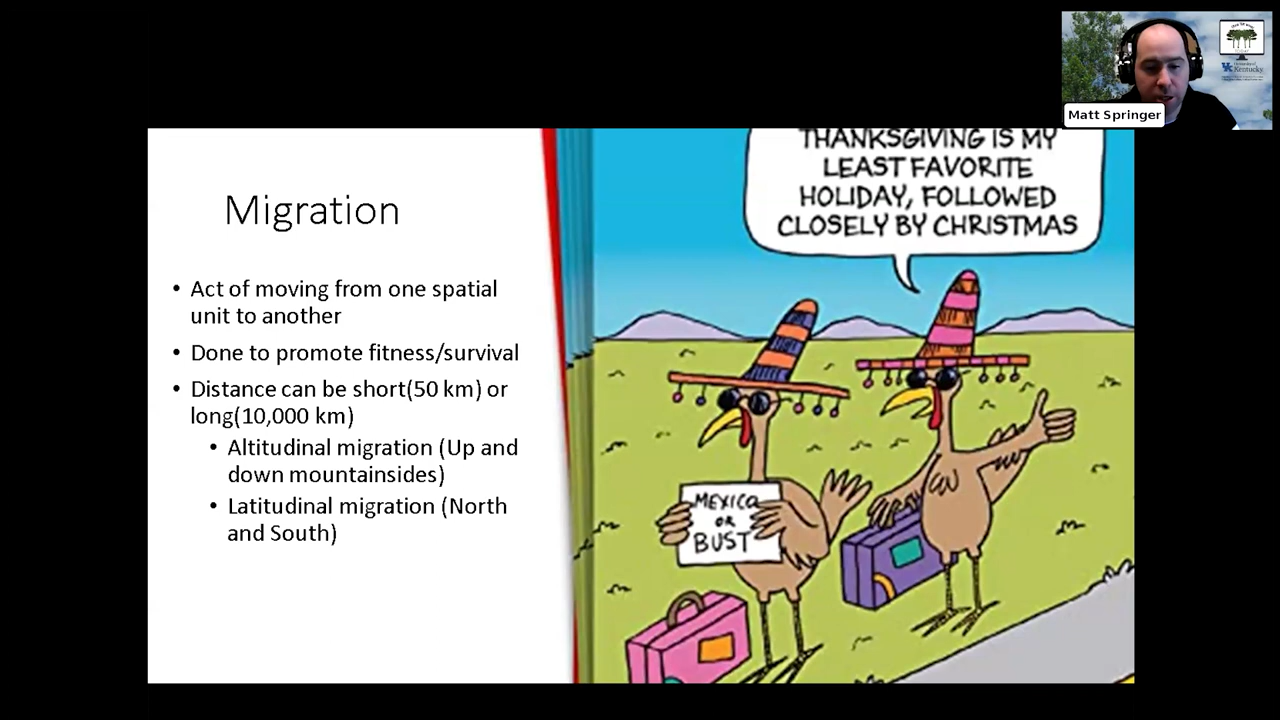 Migration
• Act of moving from one spatial
unit to another
• Done to promote fitness/survival
• Distance can be short(50 km) or
long(10,000 km)
• Altitudinal migration (Up and
down mountainsides)
• Latitudinal migration (North
and South)
THANKSGIVING IS MY
LEAST FAVORITE
HOLIDAY, FOLLOWED
CLOSELY BY CHRISTMAS
MEXICO
OR
BUST
Matt Springer
UK
Kentucky